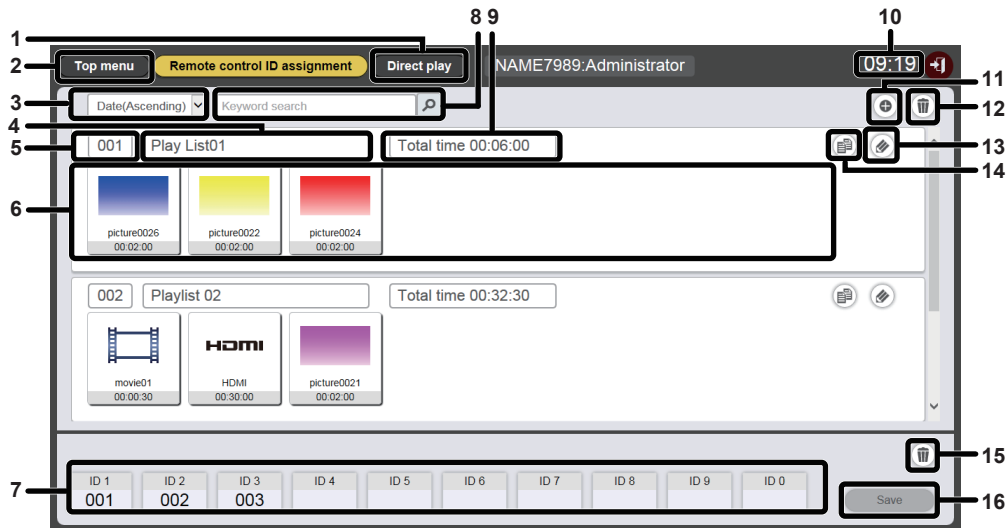 8 9
10
1
2
Top menu
Remote control ID assignment
Direct play
NAME7989:Administrator
09:19
11
3
Date(Ascending)
Keyword search
12
4
5
001
Play List01
Total time 00:06:00
13
14
6
picture0026
picture0022
picture0024
00:02:00
00:02:00
00:02:00
002
Playlist 02
Total time 00:32:30
HDMI
movie01
HDMI
picture0021
00:00:30
00:30:00
00:02:00
15
7
ID 1
ID 2
ID 3
ID 4
ID 5
ID 6
ID 7
ID 8
ID 9
ID 0
001
002
003
Save
16